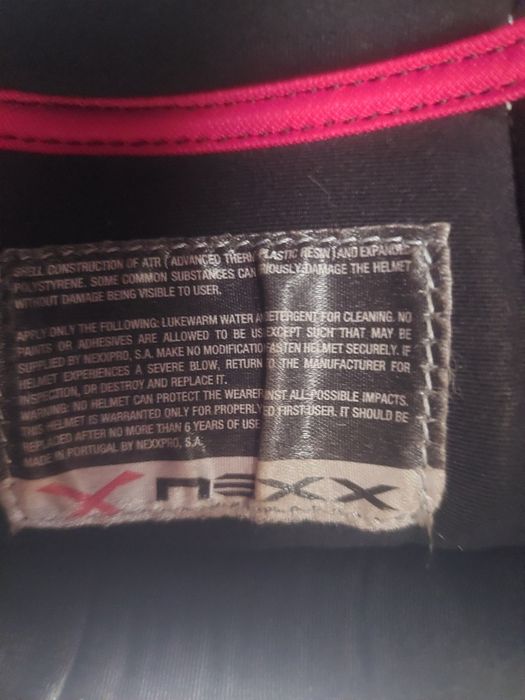 SHELL CONSTRUCTION OF ATR ( ADVANCED THERM PLASTIC RESIN) AND EXPAND
POLYSTYRENE. SOME COMMON SUBSTANCES CAN RIOUSLY DAMAGE THE HELMET
WITHOUT DAMAGE BEING VISIBLE TO USER.
APPLY ONLY THE FOLLOWING: LUKEWARM WATER A DETERGENT FOR CLEANING. NO
PAINTS OR ADHESIVES ARE ALLOWED TO BE US EXCEPT SUCH THAT MAY BE
SUPPLIED BY NEXXPRO, S.A. MAKE NO MODIFICATIO FASTEN HELMET SECURELY. IF
HELMET EXPERIENCES A SEVERE BLOW, RETURN TO THE MANUFACTURER FOR
INSPECTION, OR DESTROY AND REPLACE IT.
WARNING: NO HELMET CAN PROTECT THE WEARER INST ALL POSSIBLE IMPACTS.
THIS HELMET IS WARRANTED ONLY FOR PROPERLY ED FIRST USER. IT SHOULD BE
REPLACED AFTER NO MORE THAN 6 YEARS OF USE
MADE IN PORTUGAL BY NEXXPRO, S.A.
NEXX